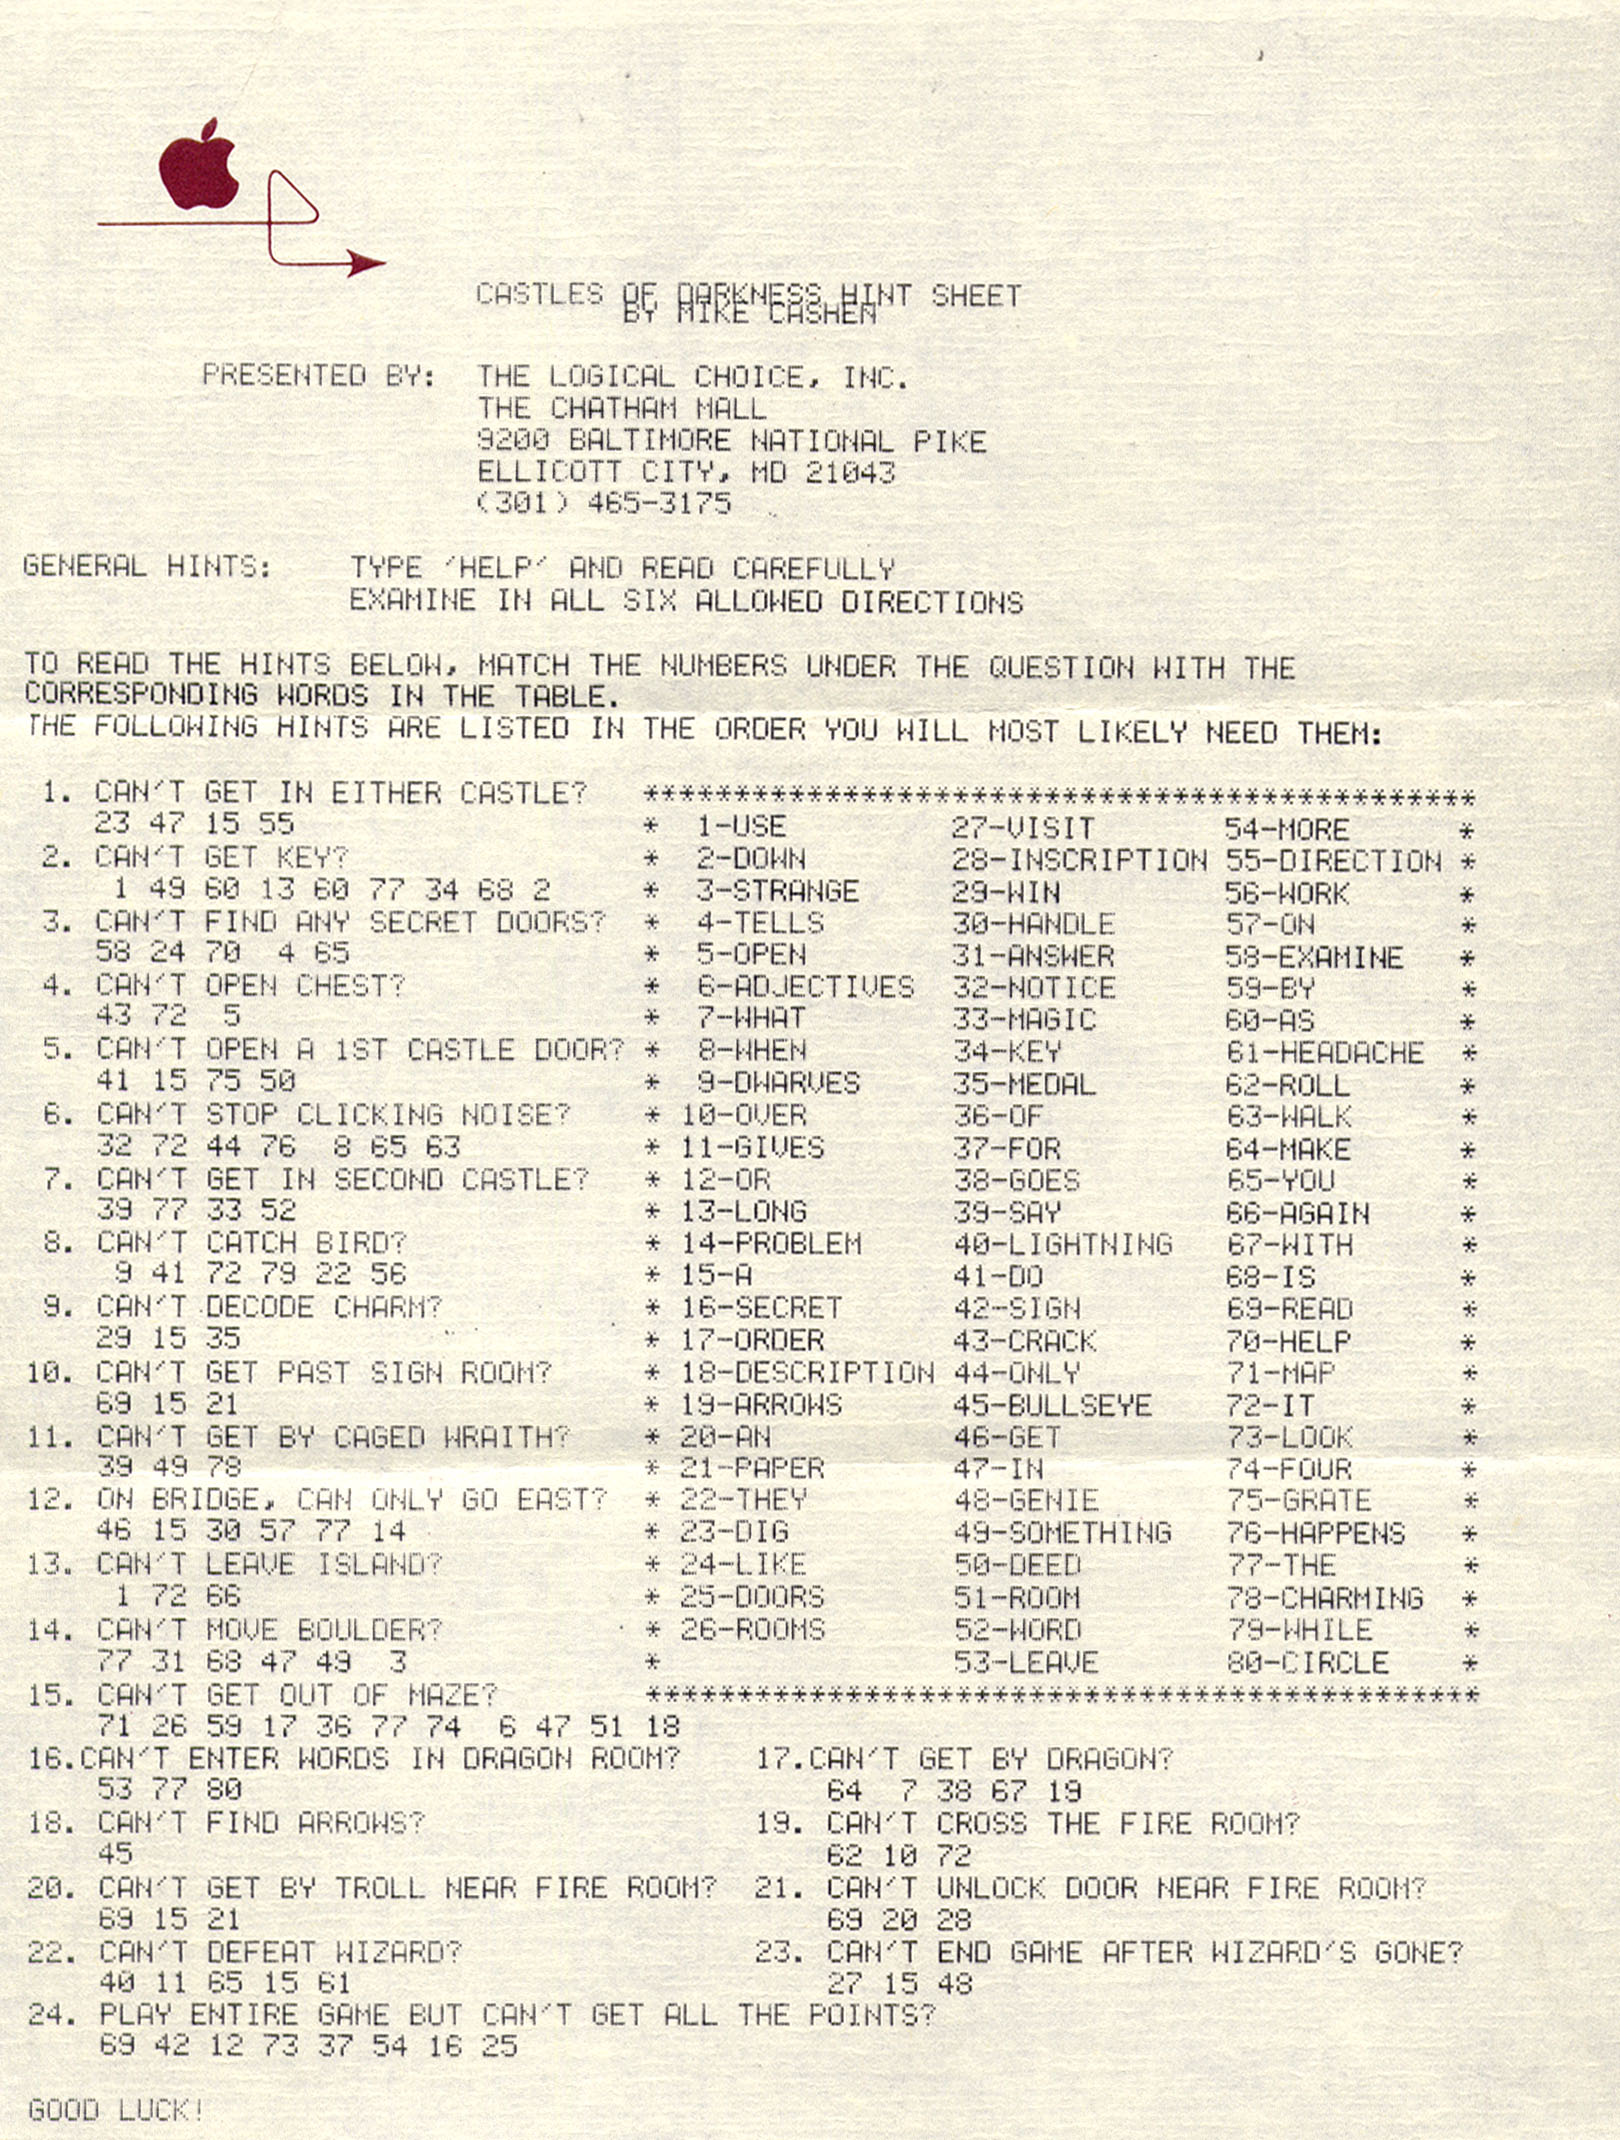 CASTLES OF DARKNESS HINT SHEET
BY MIKE CASHEN
PRESENTED BY: THE LOGICAL CHOICE, INC.
THE CHATHAM MALL
9200 BALTIMORE NATIONAL PIKE
ELLICOTT CITY, MD 21043
(301) 465-3175
GENERAL HINTS: TYPE 'HELP' AND READ CAREFULLY
EXAMINE IN ALL SIX ALLOWED DIRECTIONS
TO READ THE HINTS BELOW, MATCH THE NUMBERS UNDER THE QUESTION WITH THE
CORRESPONDING WORDS IN THE TABLE.
THE FOLLOWING HINTS ARE LISTED IN THE ORDER YOU WILL MOST LIKELY NEED THEM:
1. CAN'T GET IN EITHER CASTLE? **********************************************
23 47 15 55 * 1-USE 27-VISIT 54-MORE *
2. CAN'T GET KEY? * 2-DOWN 28-INSCRIPTION 55-DIRECTION *
1 49 60 13 60 77 34 68 2 * 3-STRANGE 29-WIN 56-WORK *
3. CAN'T FIND ANY SECRET DOORS? * 4-TELLS 30-HANDLE 57-ON *
58 24 70 4 65 * 5-OPEN 31-ANSWER 58-EXAMINE *
4. CAN'T OPEN CHEST? * 6-ADJECTIVES 32-NOTICE 59-BY *
43 72 5 * 7-WHAT 33-MAGIC 60-AS *
5. CAN'T OPEN A 1ST CASTLE DOOR? * 8-WHEN 34-KEY 61-HEADACHE *
41 15 75 50 * 9-DWARVES 35-MEDAL 62-ROLL *
6. CAN'T STOP CLICKING NOISE? * 10-OVER 36-OF 63-WALK *
32 72 44 76 8 65 63 * 11-GIVES 37-FOR 64-MAKE *
7. CAN'T GET IN SECOND CASTLE? * 12-OR 38-GOES 65-YOU *
39 77 33 52 * 13-LONG 39-SAY 66-AGAIN *
8. CAN'T CATCH BIRD? * 14-PROBLEM 40-LIGHTNING 67-WITH *
9 41 72 79 22 56 * 15-A 41-DO 68-IS *
9. CAN'T DECODE CHARM? * 16-SECRET 42-SIGN 69-READ *
29 15 35 * 17-ORDER 43-CRACK 70-HELP *
10. CAN'T GET PAST SIGN ROOM? * 18-DESCRIPTION 44-ONLY 71-MAP *
69 15 21 * 19-ARROWS 45-BULLSEYE 72-IT *
11. CAN'T GET BY CAGED WRAITH? * 20-AN 46-GET 73-LOOK *
39 49 78 * 21-PAPER 47-IN 74-FOUR *
12. ON BRIDGE, CAN ONLY GO EAST? * 22-THEY 48-GENIE 75-GRATE *
46 15 30 57 77 14 * 23-DIG 49-SOMETHING 76-HAPPENS *
13. CAN'T LEAVE ISLAND? * 24-LIKE 50-DEED 77-THE *
1 72 66 * 25-DOORS 51-ROOM 78-CHARMING *
14. CAN'T MOVE BOULDER? * 26-ROOMS 52-WORD 79-WHILE *
77 31 68 47 49 3 * 53-LEAVE 80-CIRCLE *
15. CAN'T GET OUT OF MAZE? **********************************************
71 26 59 17 36 77 74 6 47 51 18
16.CAN'T ENTER WORDS IN DRAGON ROOM? 17.CAN'T GET BY DRAGON?
53 77 80 64 7 38 67 19
18. CAN'T FIND ARROWS? 19. CAN'T CROSS THE FIRE ROOM?
45 62 10 72
20. CAN'T GET BY TROLL NEAR FIRE ROOM? 21. CAN'T UNLOCK DOOR NEAR FIRE ROOM?
69 15 21 69 20 28
22. CAN'T DEFEAT WIZARD? 23. CAN'T END GAME AFTER WIZARD'S GONE?
40 11 65 15 61 27 15 48
24. PLAY ENTIRE GAME BUT CAN'T GET ALL THE POINTS?
69 42 12 73 37 54 16 25
GOOD LUCK!